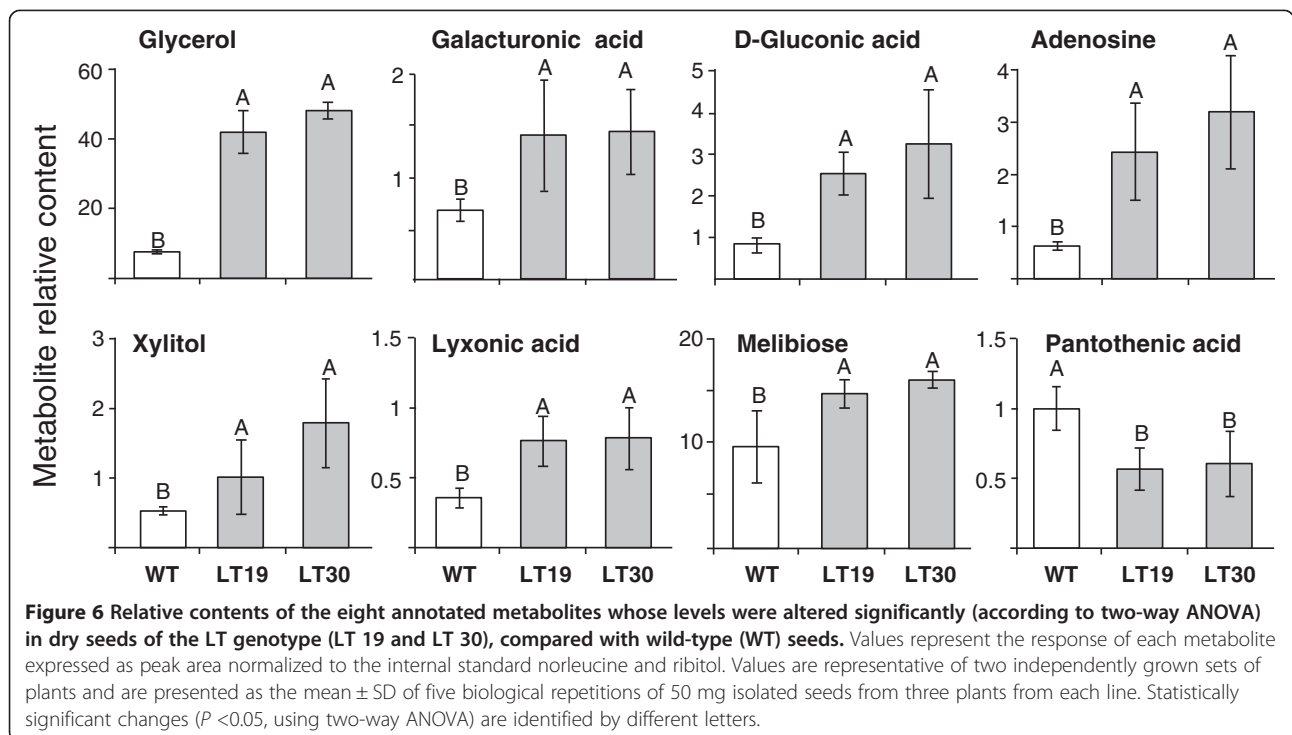 Glycerol
Galacturonic acid
D-Gluconic acid
Adenosine
Metabolite relative content
60
40
20
B
A
A
2
1
B
A
A
5
4
3
2
1
B
A
A
4
3
2
1
B
A
A
Xylitol
Lyxonic acid
Melibiose
Pantothenic acid
3
2
1
B
A
A
1.5
1
0.5
B
A
A
20
10
B
A
A
1.5
1
0.5
A
B
B
WT LT19 LT30
WT LT19 LT30
WT LT19 LT30
WT LT19 LT30
Figure 6 Relative contents of the eight annotated metabolites whose levels were altered significantly (according to two-way ANOVA)
in dry seeds of the LT genotype (LT 19 and LT 30), compared with wild-type (WT) seeds. Values represent the response of each metabolite
expressed as peak area normalized to the internal standard norleucine and ribitol. Values are representative of two independently grown sets of
plants and are presented as the mean ± SD of five biological repetitions of 50 mg isolated seeds from three plants from each line. Statistically
significant changes (P <0.05, using two-way ANOVA) are identified by different letters.